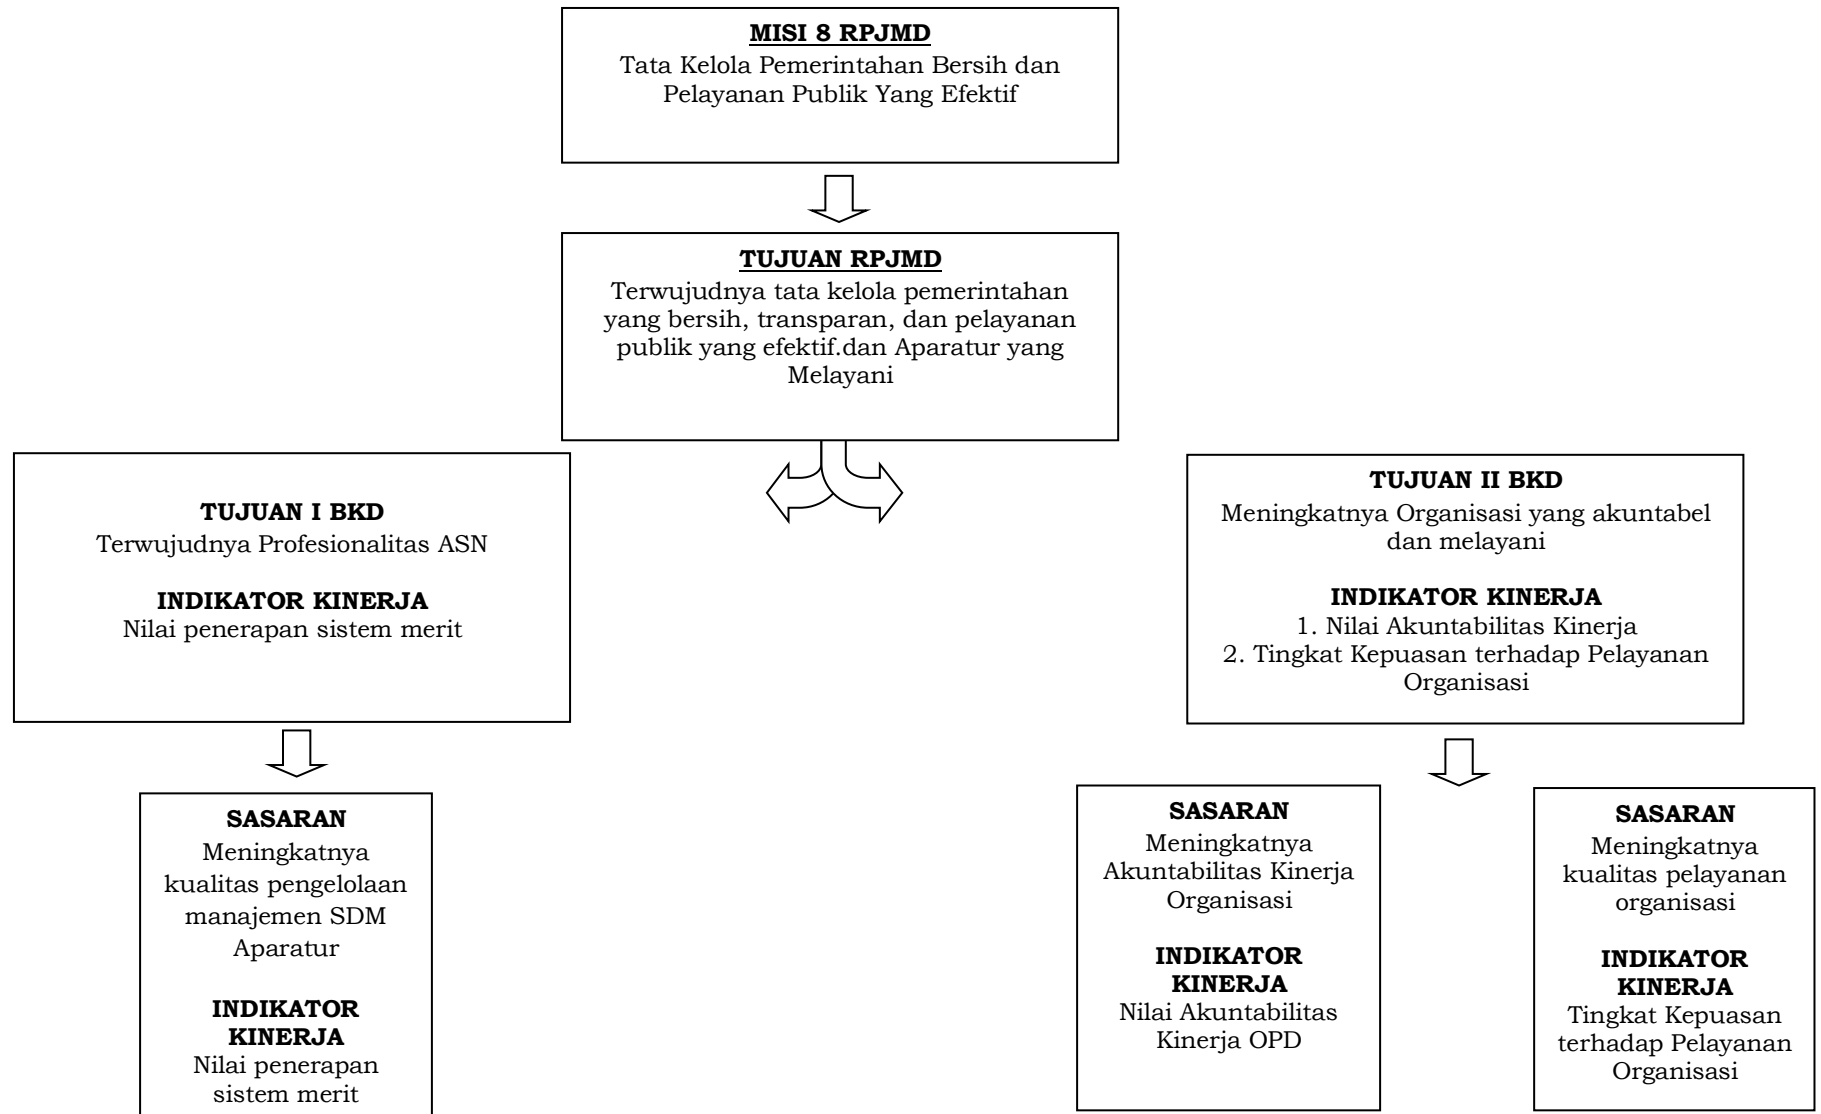 MISI 8 RPJMD
Tata Kelola Pemerintahan Bersih dan
Pelayanan Publik Yang Efektif
TUJUAN RPJMD
Terwujudnya tata kelola pemerintahan
yang bersih, transparan, dan pelayanan
publik yang efektif.dan Aparatur yang
Melayani
TUJUAN I BKD
Terwujudnya Profesionalitas ASN
INDIKATOR KINERJA
Nilai penerapan sistem merit
TUJUAN II BKD
Meningkatnya Organisasi yang akuntabel
dan melayani
INDIKATOR KINERJA
1. Nilai Akuntabilitas Kinerja
2. Tingkat Kepuasan terhadap Pelayanan
Organisasi
SASARAN
Meningkatnya
kualitas pengelolaan
manajemen SDM
Aparatur
INDIKATOR
KINERJA
Nilai penerapan
sistem merit
SASARAN
Meningkatnya
Akuntabilitas Kinerja
Organisasi
INDIKATOR
KINERJA
Nilai Akuntabilitas
Kinerja OPD
SASARAN
Meningkatnya
kualitas pelayanan
organisasi
INDIKATOR
KINERJA
Tingkat Kepuasan
terhadap Pelayanan
Organisasi